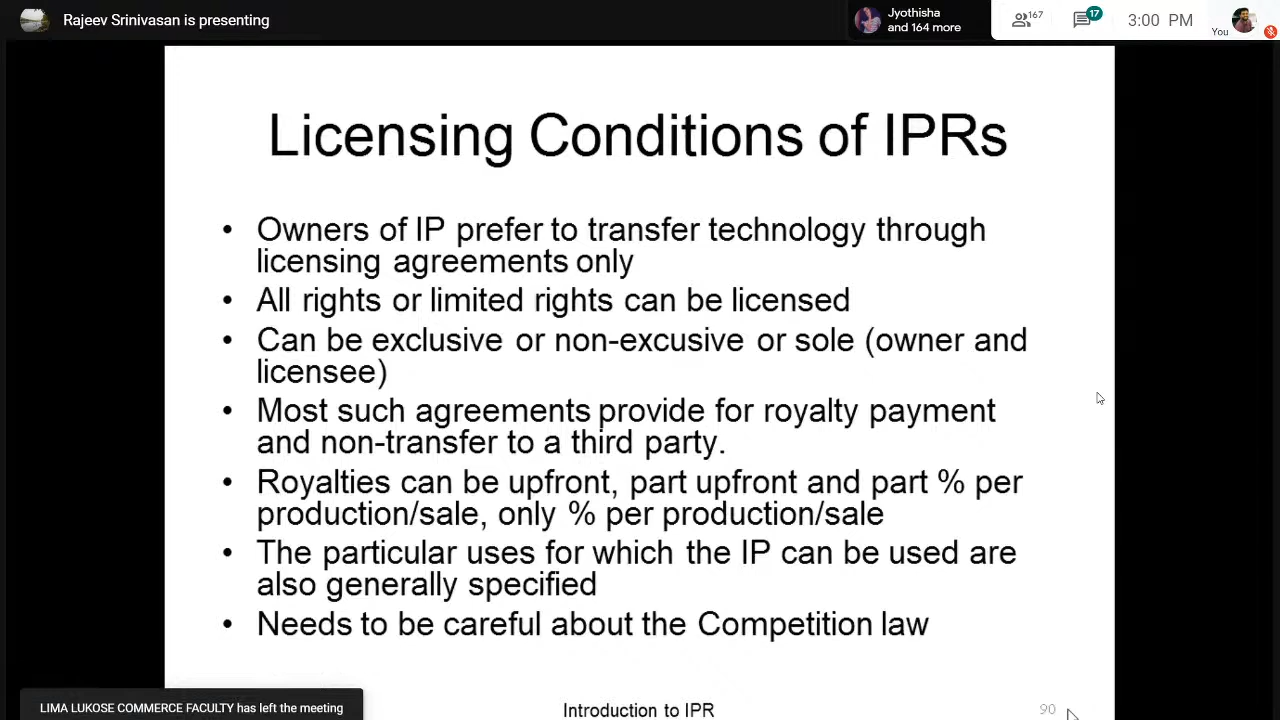 Rajeev Srinivasan is presenting
Jyothisha
and 164 more
167
17
3:00 PM
You
Licensing Conditions of IPRs
• Owners of IP prefer to transfer technology through
licensing agreements only
• All rights or limited rights can be licensed
• Can be exclusive or non-excusive or sole (owner and
licensee)
• Most such agreements provide for royalty payment
and non-transfer to a third party.
• Royalties can be upfront, part upfront and part % per
production/sale, only % per production/sale
• The particular uses for which the IP can be used are
also generally specified
• Needs to be careful about the Competition law
LIMA LUKOSE COMMERCE FACULTY has left the meeting
Introduction to IPR
90